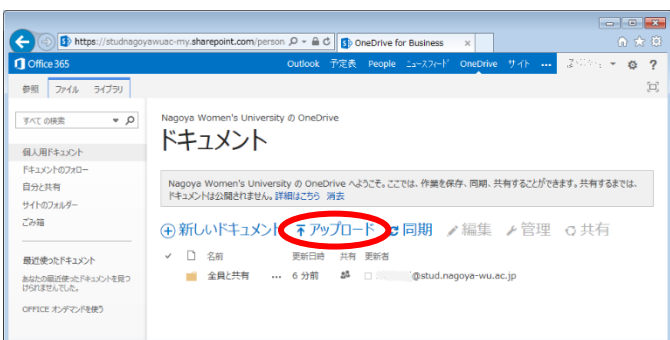 https://studnagoyawuac-my.sharepoint.com/person
OneDrive for Business
Office 365
Outlook 予定表 People ニュースフィード OneDrive サイト ••• ?
参照 ファイル ライブラリ
すべて の検索
個人用ドキュメント
ドキュメントのフォロー
自分と共有
サイトのフォルダー
ごみ箱
最近使ったドキュメント
あなたの最近使ったドキュメントを見つ
けられませんでした。
OFFICE オンデマンドを使う
Nagoya Women's University の OneDrive
ドキュメント
Nagoya Women's University の OneDrive へようこそ。ここでは、作業を保存、同期、共有することができます。共有するまでは、
ドキュメントは公開されません。詳細はこちら 消去
新しいドキュメント アップロード 同期 編集 管理 共有
名前 更新日時 共有 更新者
全員と共有 ... 6 分前 @stud.nagoya-wu.ac.jp